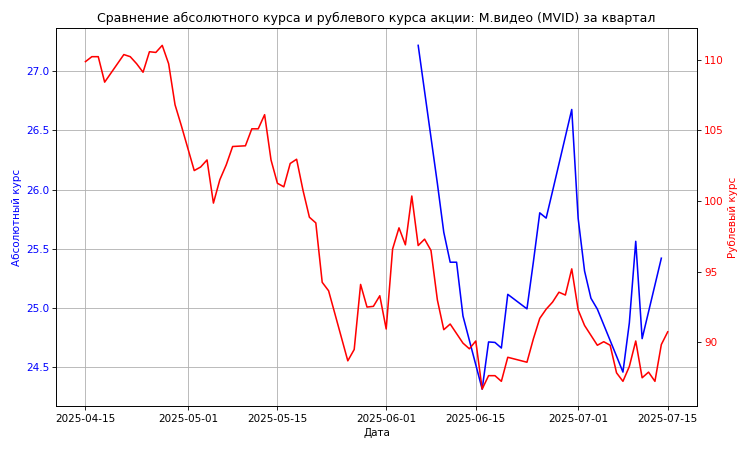 Сравнение абсолютного курса и рублевого курса акции: М.видео (MVID) за квартал
27.0
26.5
26.0
25.5
25.0
24.5
Абсолютный курс
110
105
100
95
90
Рублевый курс
2025-04-15 2025-05-01 2025-05-15 2025-06-01 2025-06-15 2025-07-01 2025-07-15
Дата